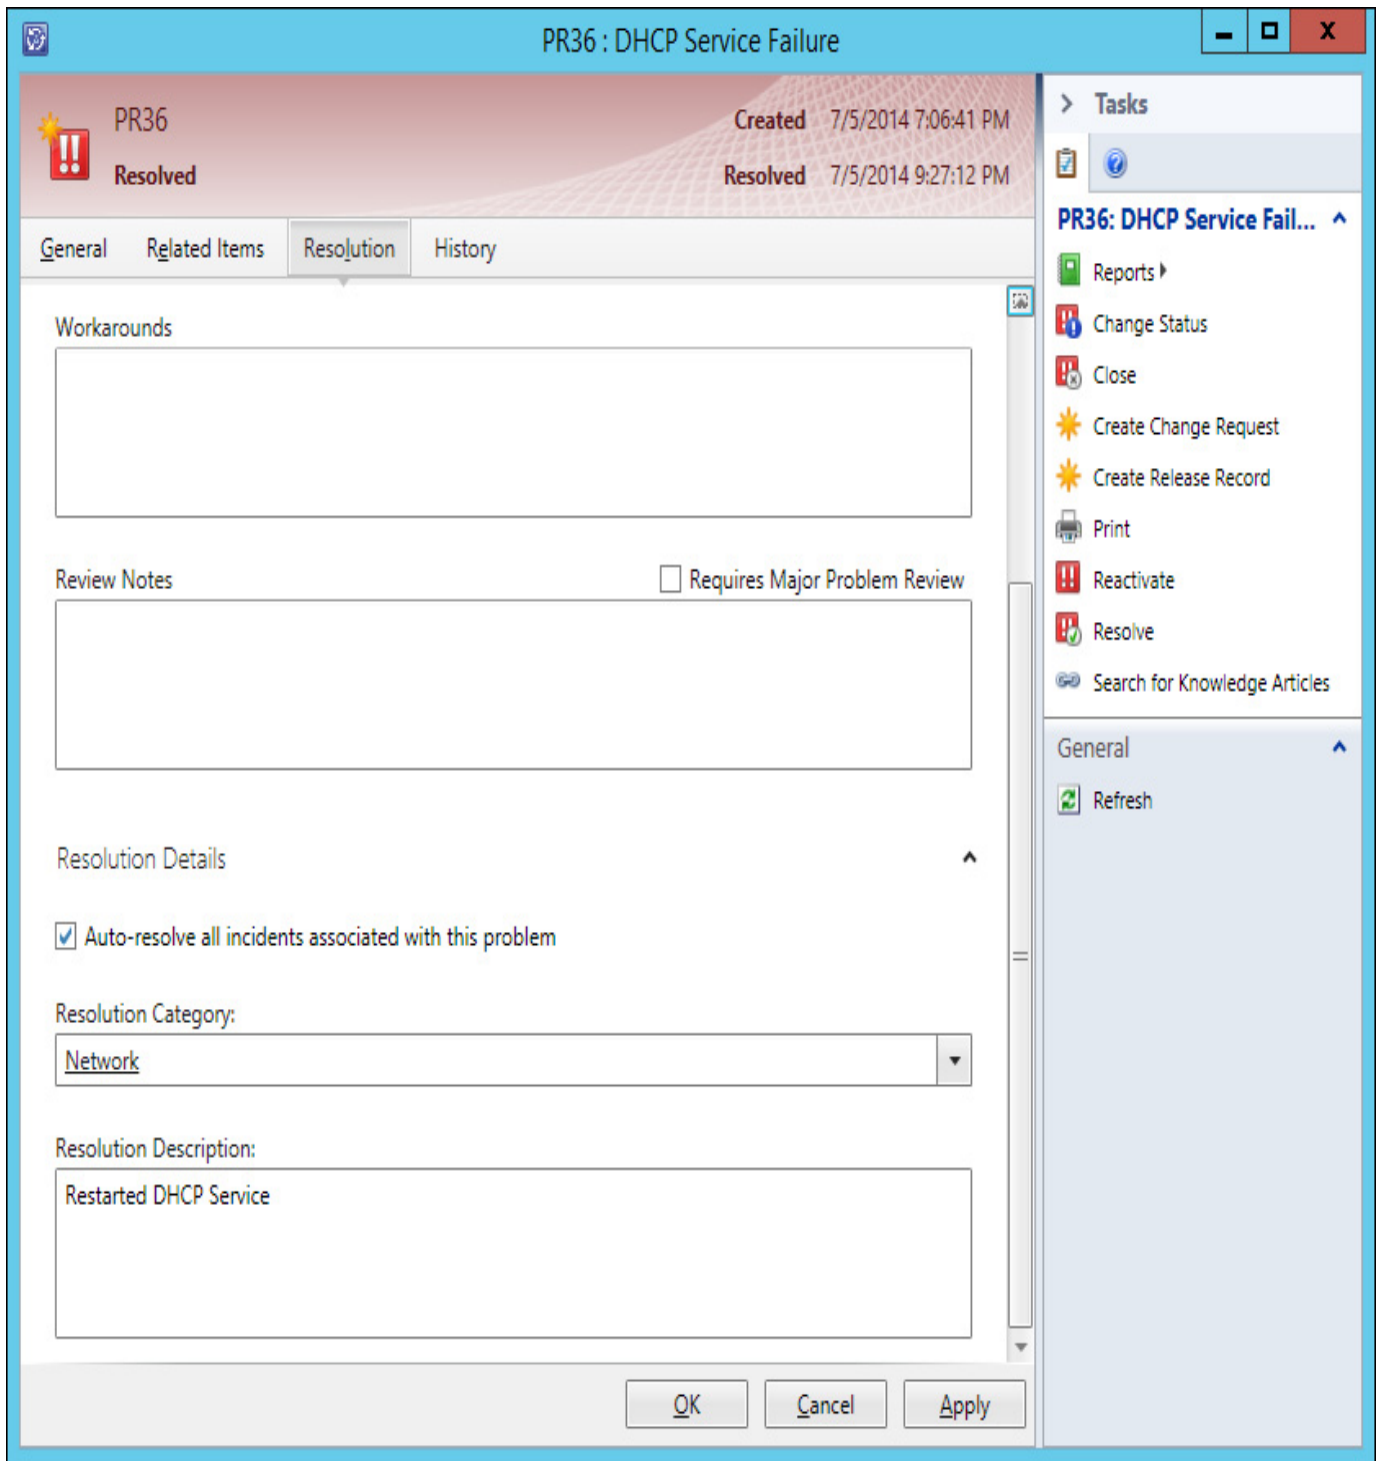 PR36 : DHCP Service Failure
PR36
Created 7/5/2014 7:06:41 PM
Resolved
Resolved 7/5/2014 9:27:12 PM
General Related Items Resolution History
Workarounds
Review Notes
Requires Major Problem Review
Resolution Details
Auto-resolve all incidents associated with this problem
Resolution Category:
Network
Resolution Description:
Restarted DHCP Service
OK Cancel Apply
Tasks
PR36: DHCP Service Fail...
Reports
Change Status
Close
Create Change Request
Create Release Record
Print
Reactivate
Resolve
Search for Knowledge Articles
General
Refresh